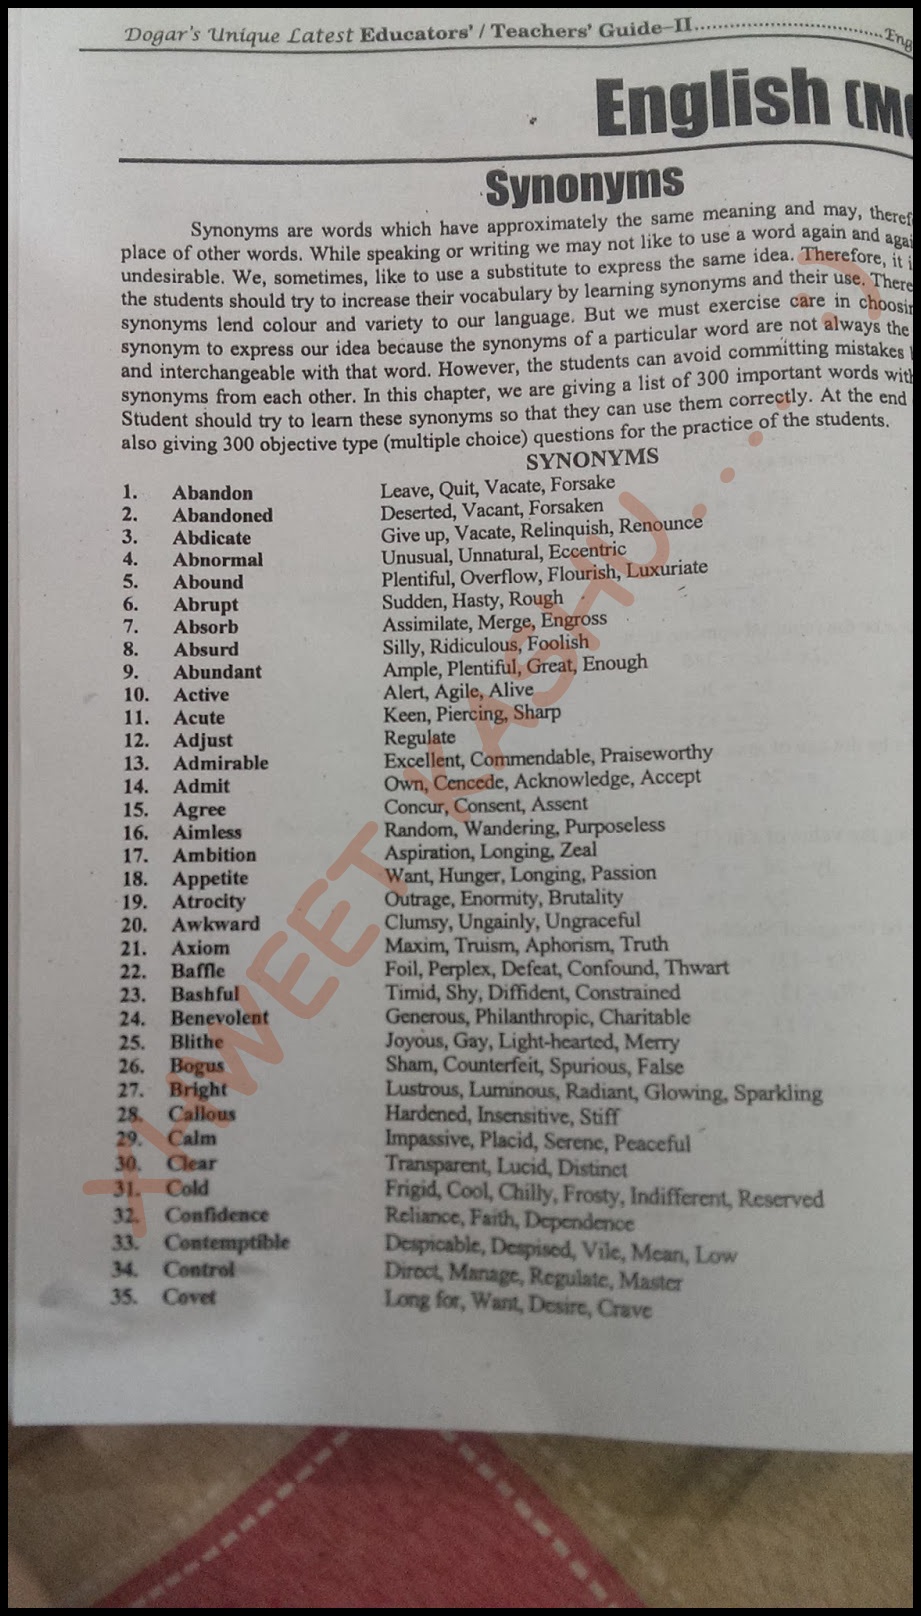 Dogar's Unique Latest Educators' / Teachers' Guide–II..........................................Eng
English (M
Synonyms
Synonyms are words which have approximately the same meaning and may, theref
place of other words. While speaking or writing we may not like to use a word again and agai
undesirable. We, sometimes, like to use a substitute to express the same idea. Therefore, it i
the students should try to increase their vocabulary by learning synonyms and their use. There
synonyms lend colour and variety to our language. But we must exercise care in choosin
synonym to express our idea because the synonyms of a particular word are not always the
and interchangeable with that word. However, the students can avoid committing mistakes
synonyms from each other. In this chapter, we are giving a list of 300 important words with
Student should try to learn these synonyms so that they can use them correctly. At the end
also giving 300 objective type (multiple choice) questions for the practice of the students.
SYNONYMS
1. Abandon Leave, Quit, Vacate, Forsake
2. Abandoned Deserted, Vacant, Forsaken
3. Abdicate Give up, Vacate, Relinquish, Renounce
4. Abnormal Unusual, Unnatural, Eccentric
5. Abound Plentiful, Overflow, Flourish, Luxuriate
6. Abrupt Sudden, Hasty, Rough
7. Absorb Assimilate, Merge, Engross
8. Absurd Silly, Ridiculous, Foolish
9. Abundant Ample, Plentiful, Great, Enough
10. Active Alert, Agile, Alive
11. Acute Keen, Piercing, Sharp
12. Adjust Regulate
13. Admirable Excellent, Commendable, Praiseworthy
14. Admit Own, Cencede, Acknowledge, Accept
15. Agree Concur, Consent, Assent
16. Aimless Random, Wandering, Purposeless
17. Ambition Aspiration, Longing, Zeal
18. Appetite Want, Hunger, Longing, Passion
19. Atrocity Outrage, Enormity, Brutality
20. Awkward Clumsy, Ungainly, Ungraceful
21. Axiom Maxim, Truism, Aphorism, Truth
22. Baffle Foil, Perplex, Defeat, Confound, Thwart
23. Bashful Timid, Shy, Diffident, Constrained
24. Benevolent Generous, Philanthropic, Charitable
25. Blithe Joyous, Gay, Light-hearted, Merry
26. Bogus Sham, Counterfeit, Spurious, False
27. Bright Lustrous, Luminous, Radiant, Glowing, Sparkling
28. Callous Hardened, Insensitive, Stiff
29. Calm Impassive, Placid, Serene, Peaceful
30. Clear Transparent, Lucid, Distinct
31. Cold Frigid, Cool, Chilly, Frosty, Indifferent, Reserved
32. Confidence Reliance, Faith, Dependence
33. Contemptible Despicable, Despised, Vile, Mean, Low
34. Control Direct, Manage, Regulate, Master
35. Covet Long for, Want, Desire, Crave
KASHU...:)